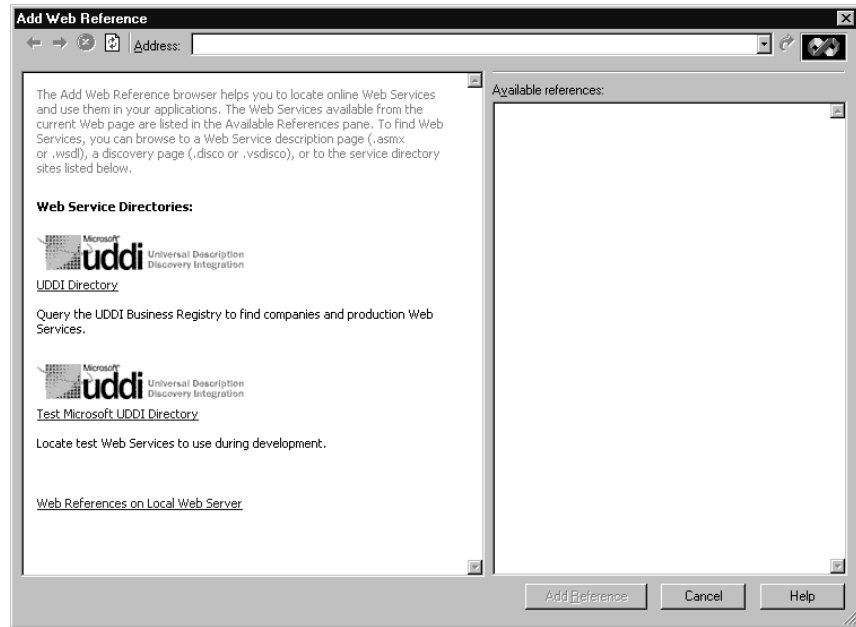 Add Web Reference
Address:
The Add Web Reference browser helps you to locate online Web Services
and use them in your applications. The Web Services available from the
current Web page are listed in the Available References pane. To find Web
Services, you can browse to a Web Service description page (.asmx
or .wsdl), a discovery page (.disco or .vsdisco), or to the service directory
sites listed below.
Web Service Directories:
Microsoft
uddi Universal Description
Discovery Integration
UDDI Directory
Query the UDDI Business Registry to find companies and production Web
Services.
Microsoft
uddi Universal Description
Discovery Integration
Test Microsoft UDDI Directory
Locate test Web Services to use during development.
Web References on Local Web Server
Available references:
Add Reference Cancel Help